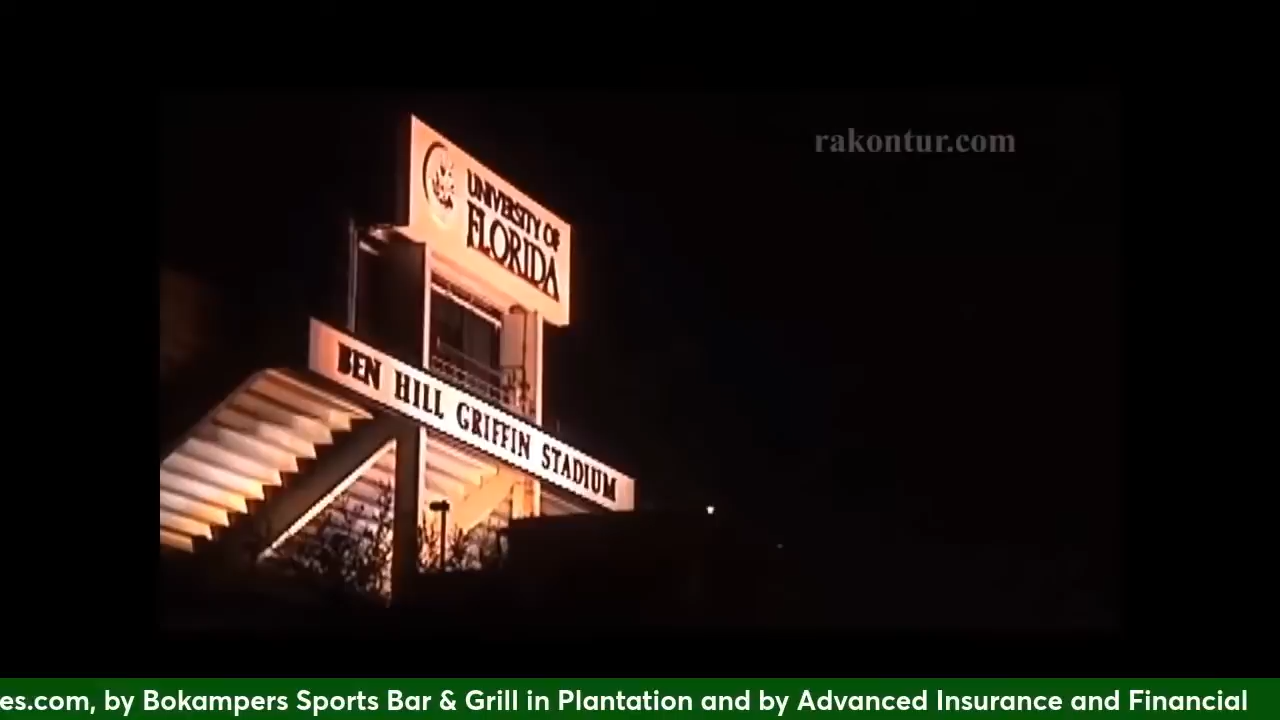 rakontur.com
UNIVERSITY OF
FLORIDA
BEN HILL GRIFFIN STADIUM
es.com, by Bokampers Sports Bar & Grill in Plantation and by Advanced Insurance and Financial